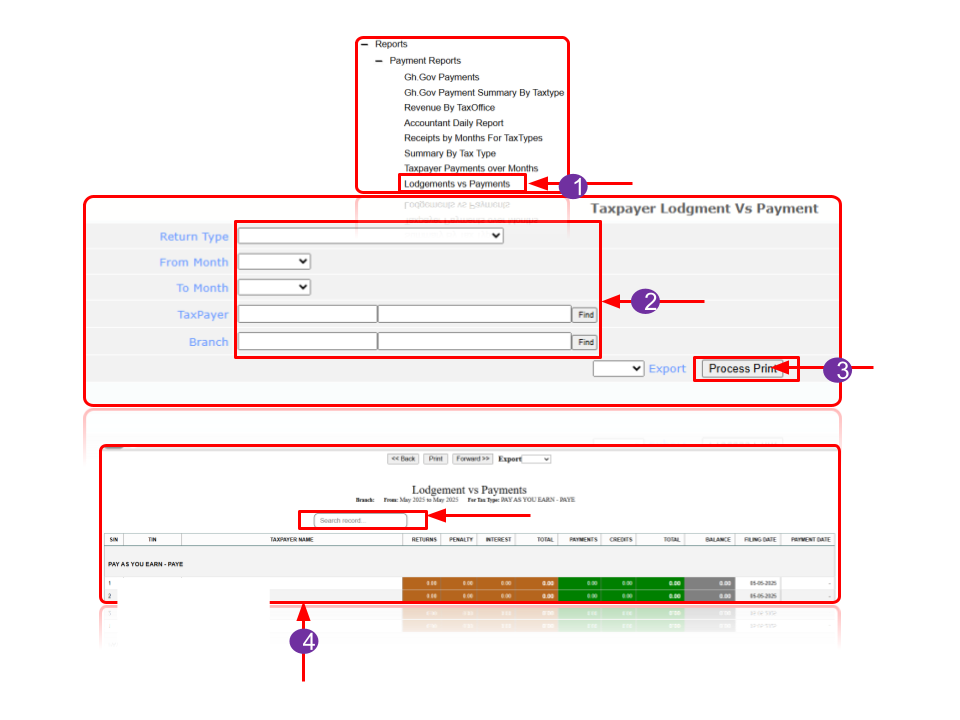 Reports
Payment Reports
Gh.Gov Payments
Gh.Gov Payment Summary By Taxtype
Revenue By TaxOffice
Accountant Daily Report
Receipts by Months For TaxTypes
Summary By Tax Type
Taxpayer Payments over Months
Lodgements vs Payments
1
Taxpayer Lodgment Vs Payment
Return Type
From Month
To Month
2
TaxPayer Find
Branch Find
Export Process Print
3
<< Back Print Forward >> Export
Lodgement vs Payments
Branch: From: May 2025 to May 2025 For Tax Type: PAY AS YOU EARN - PAYE
Search record...
S/N TIN TAXPAYER NAME RETURNS PENALTY INTEREST TOTAL PAYMENTS CREDITS TOTAL BALANCE FILING DATE PAYMENT DATE
PAY AS YOU EARN - PAYE
1 0.00 0.00 0.00 0.00 0.00 0.00 0.00 0.00 05-05-2025 -
2 0.00 0.00 0.00 0.00 0.00 0.00 0.00 0.00 05-05-2025 -
4